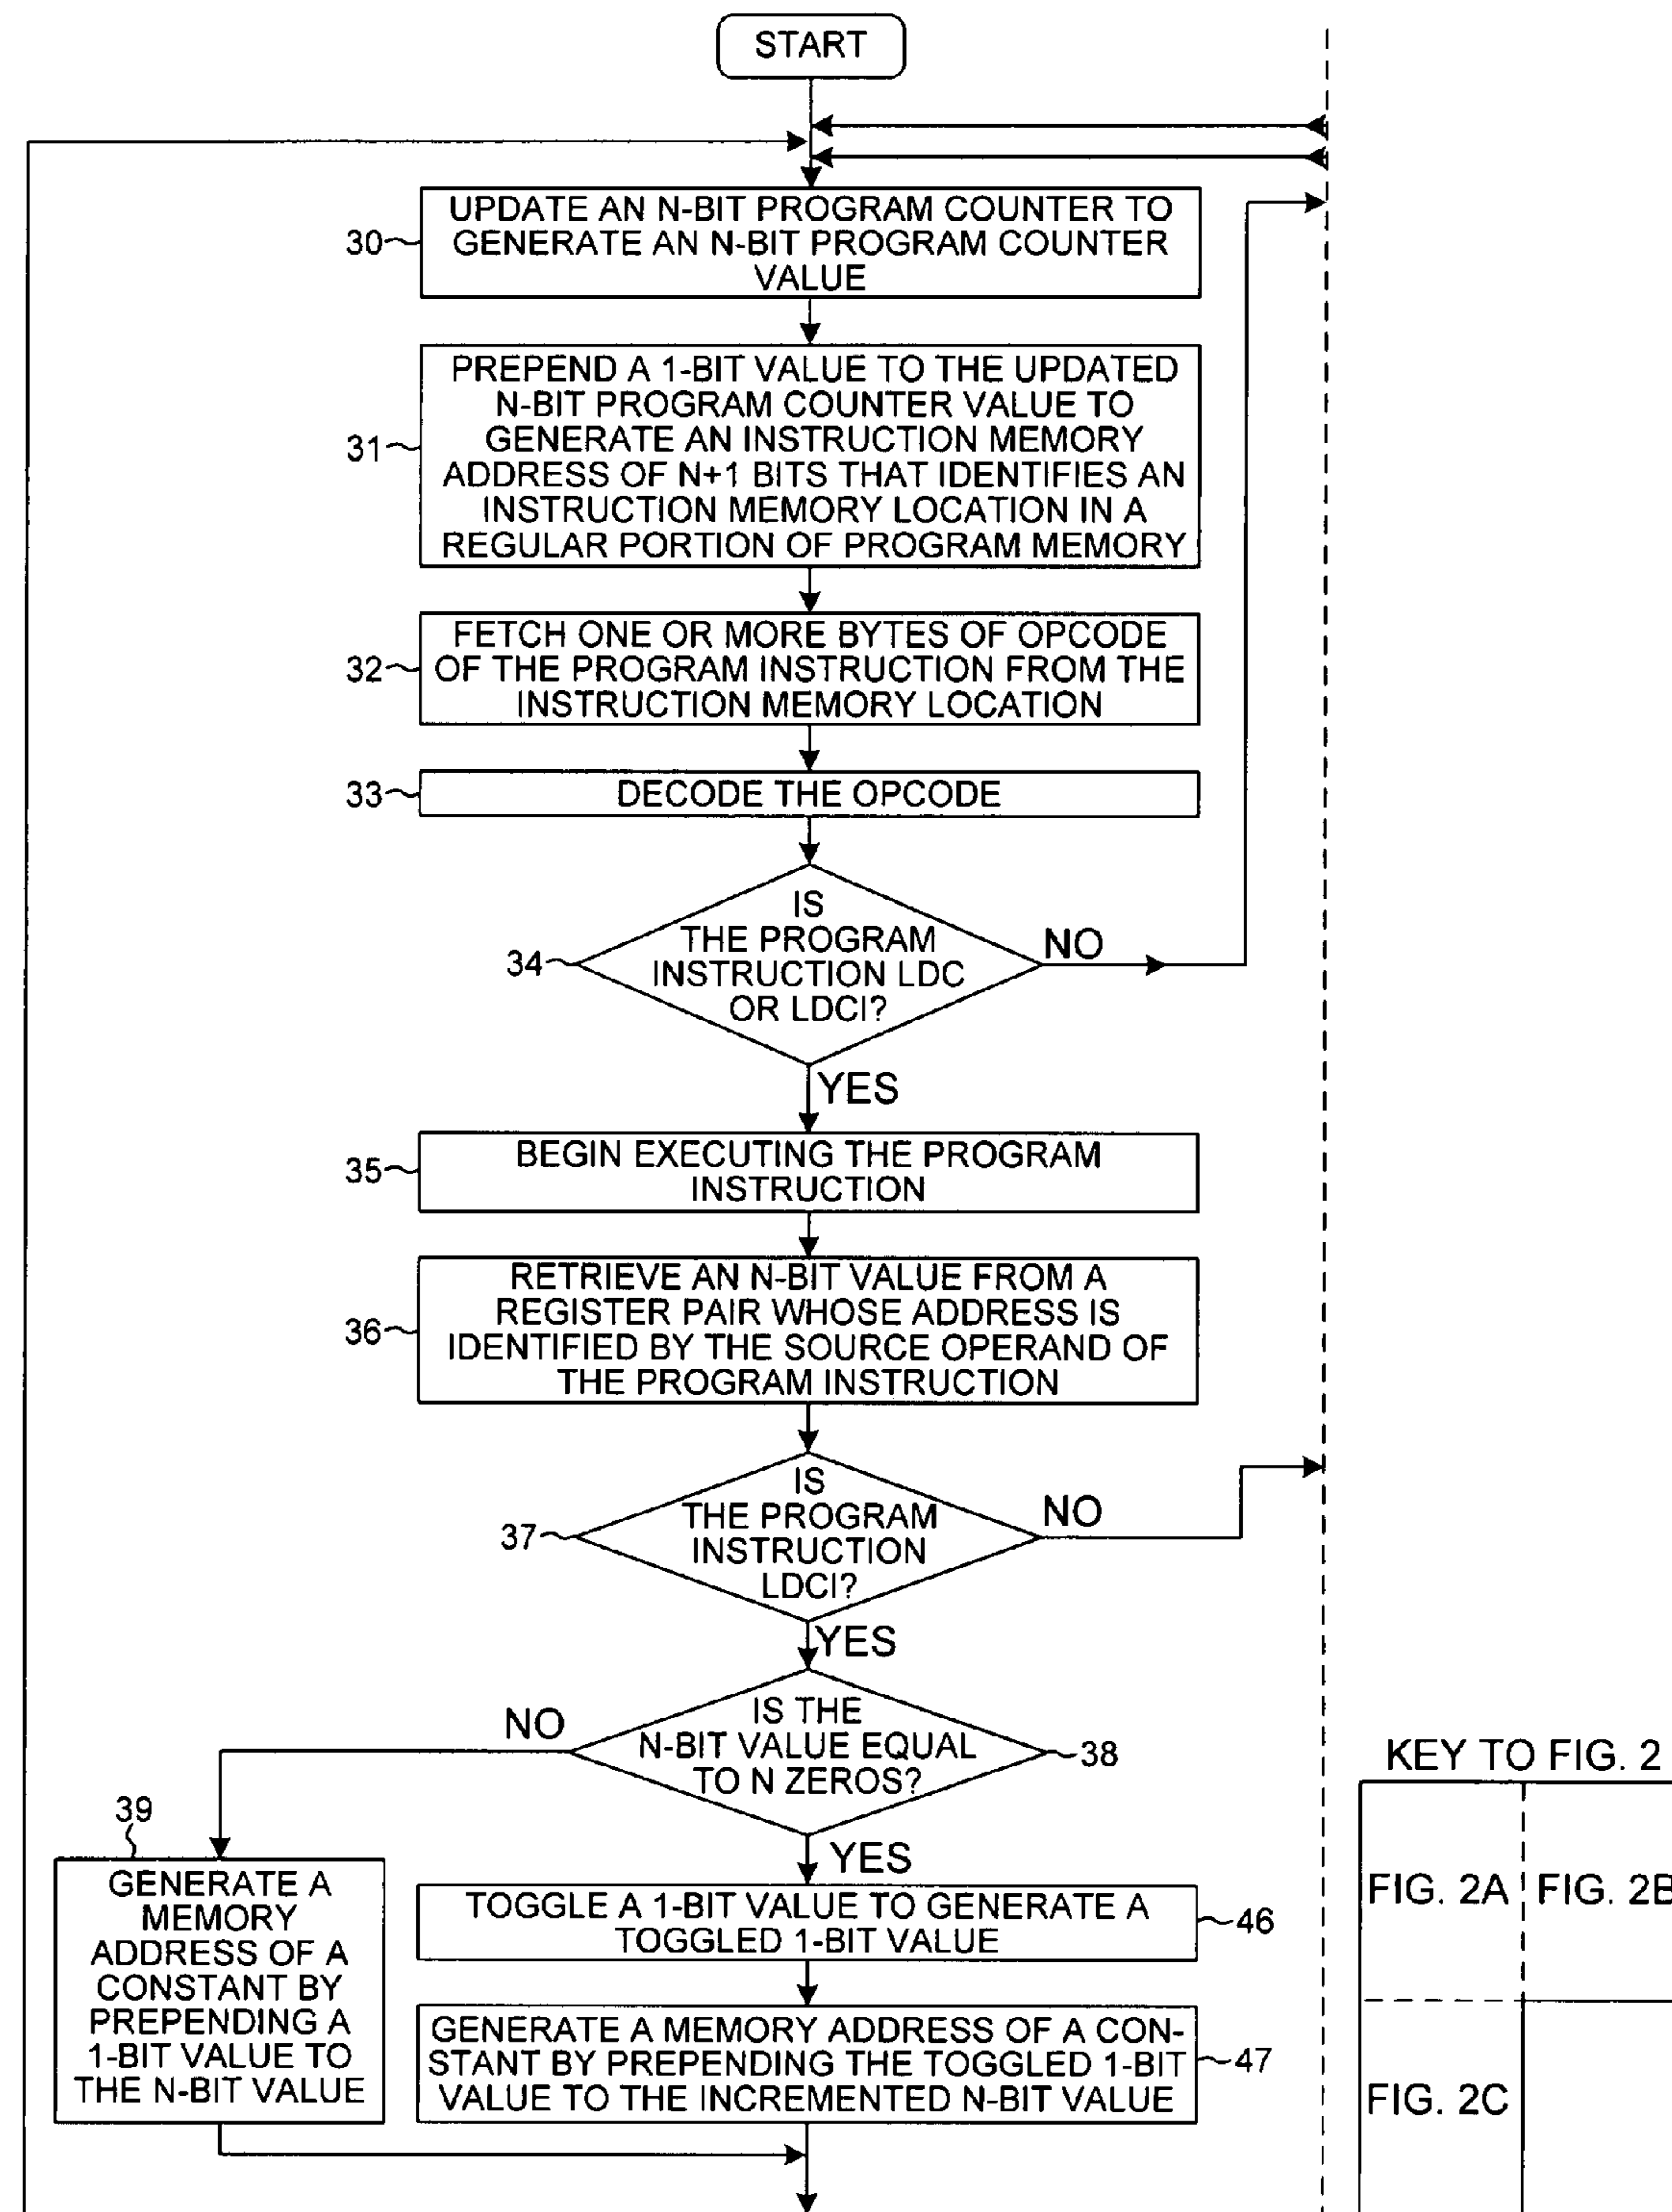 START
30
UPDATE AN N-BIT PROGRAM COUNTER TO
GENERATE AN N-BIT PROGRAM COUNTER
VALUE
31
PREPEND A 1-BIT VALUE TO THE UPDATED
N-BIT PROGRAM COUNTER VALUE TO
GENERATE AN INSTRUCTION MEMORY
ADDRESS OF N+1 BITS THAT IDENTIFIES AN
INSTRUCTION MEMORY LOCATION IN A
REGULAR PORTION OF PROGRAM MEMORY
32
FETCH ONE OR MORE BYTES OF OPCODE
OF THE PROGRAM INSTRUCTION FROM THE
INSTRUCTION MEMORY LOCATION
33
DECODE THE OPCODE
34
IS
THE PROGRAM
INSTRUCTION LDC
OR LDCI?
NO
YES
35
BEGIN EXECUTING THE PROGRAM
INSTRUCTION
36
RETRIEVE AN N-BIT VALUE FROM A
REGISTER PAIR WHOSE ADDRESS IS
IDENTIFIED BY THE SOURCE OPERAND OF
THE PROGRAM INSTRUCTION
37
IS
THE PROGRAM
INSTRUCTION
LDCI?
NO
YES
IS THE
N-BIT VALUE EQUAL
TO N ZEROS?
38
NO
YES
39
GENERATE A
MEMORY
ADDRESS OF A
CONSTANT BY
PREPENDING A
1-BIT VALUE TO
THE N-BIT VALUE
TOGGLE A 1-BIT VALUE TO GENERATE A
TOGGLED 1-BIT VALUE
46
GENERATE A MEMORY ADDRESS OF A CON-
STANT BY PREPENDING THE TOGGLED 1-BIT
VALUE TO THE INCREMENTED N-BIT VALUE
47
KEY TO FIG. 2
FIG. 2A
FIG. 2B
FIG. 2C